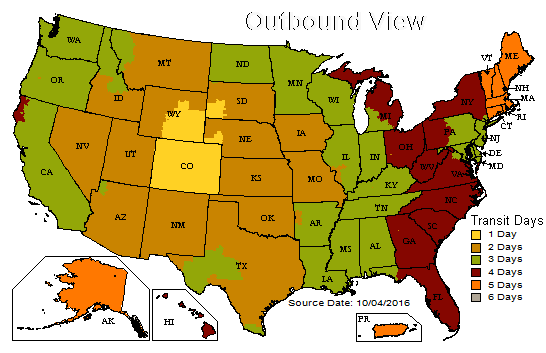 Outbound View
WA
OR
CA
NV
ID
MT
WY
UT
CO
AZ
NM
ND
SD
NE
KS
OK
TX
MN
IA
MO
AR
LA
WI
IL
IN
MI
OH
KY
TN
MS
AL
GA
FL
SC
NC
VA
WV
PA
NY
VT
ME
NH
MA
RI
CT
NJ
DE
MD
AK
HI
PR
Transit Days
1 Day
2 Days
3 Days
4 Days
5 Days
6 Days
Source Date: 10/04/2016